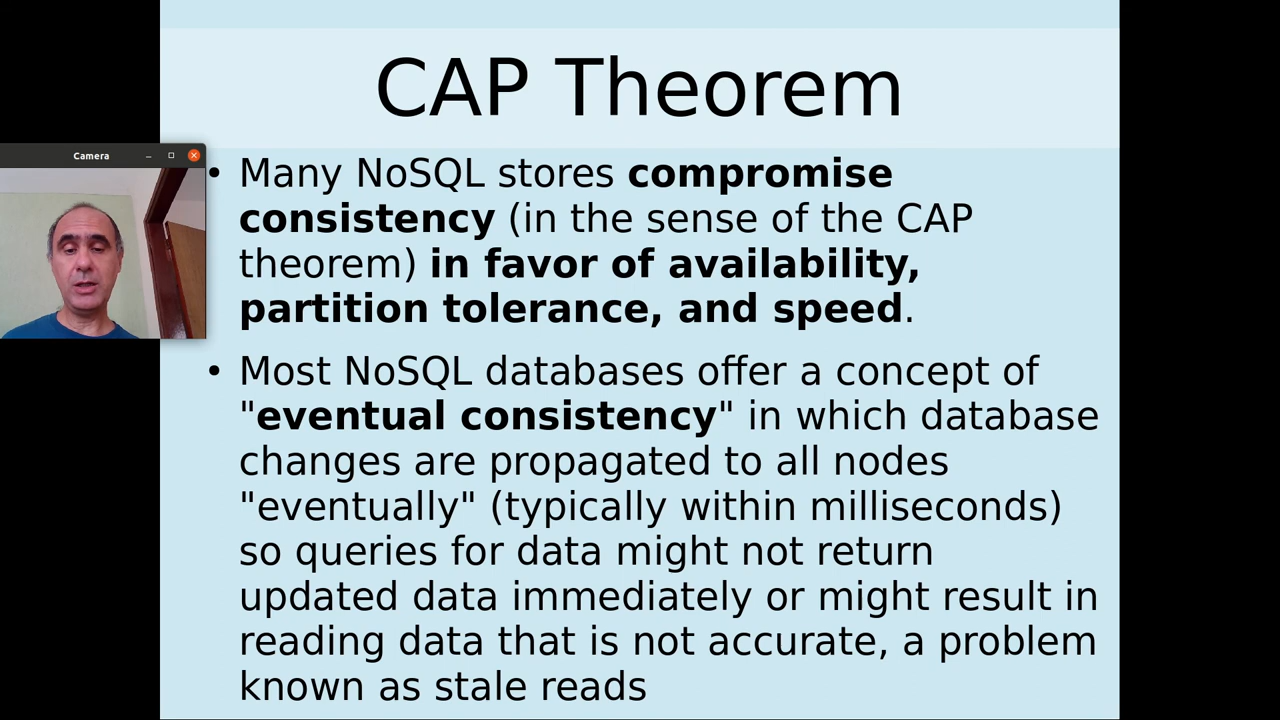 CAP Theorem
Camera
• Many NoSQL stores compromise
consistency (in the sense of the CAP
theorem) in favor of availability,
partition tolerance, and speed.
• Most NoSQL databases offer a concept of
"eventual consistency" in which database
changes are propagated to all nodes
"eventually" (typically within milliseconds)
so queries for data might not return
updated data immediately or might result in
reading data that is not accurate, a problem
known as stale reads